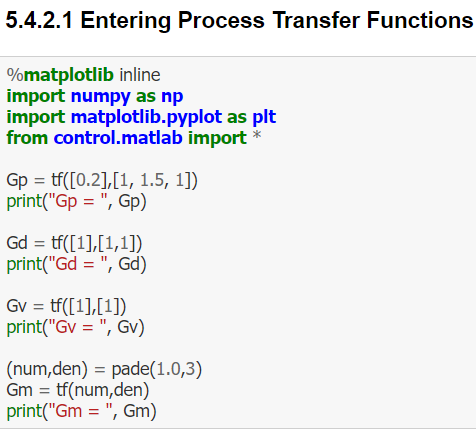 5.4.2.1 Entering Process Transfer Functions
%matplotlib inline
import numpy as np
import matplotlib.pyplot as plt
from control.matlab import *
Gp = tf([0.2],[1, 1.5, 1])
print("Gp = ", Gp)
Gd = tf([1],[1,1])
print("Gd = ", Gd)
Gv = tf([1],[1])
print("Gv = ", Gv)
(num,den) = pade(1.0,3)
Gm = tf(num,den)
print("Gm = ", Gm)